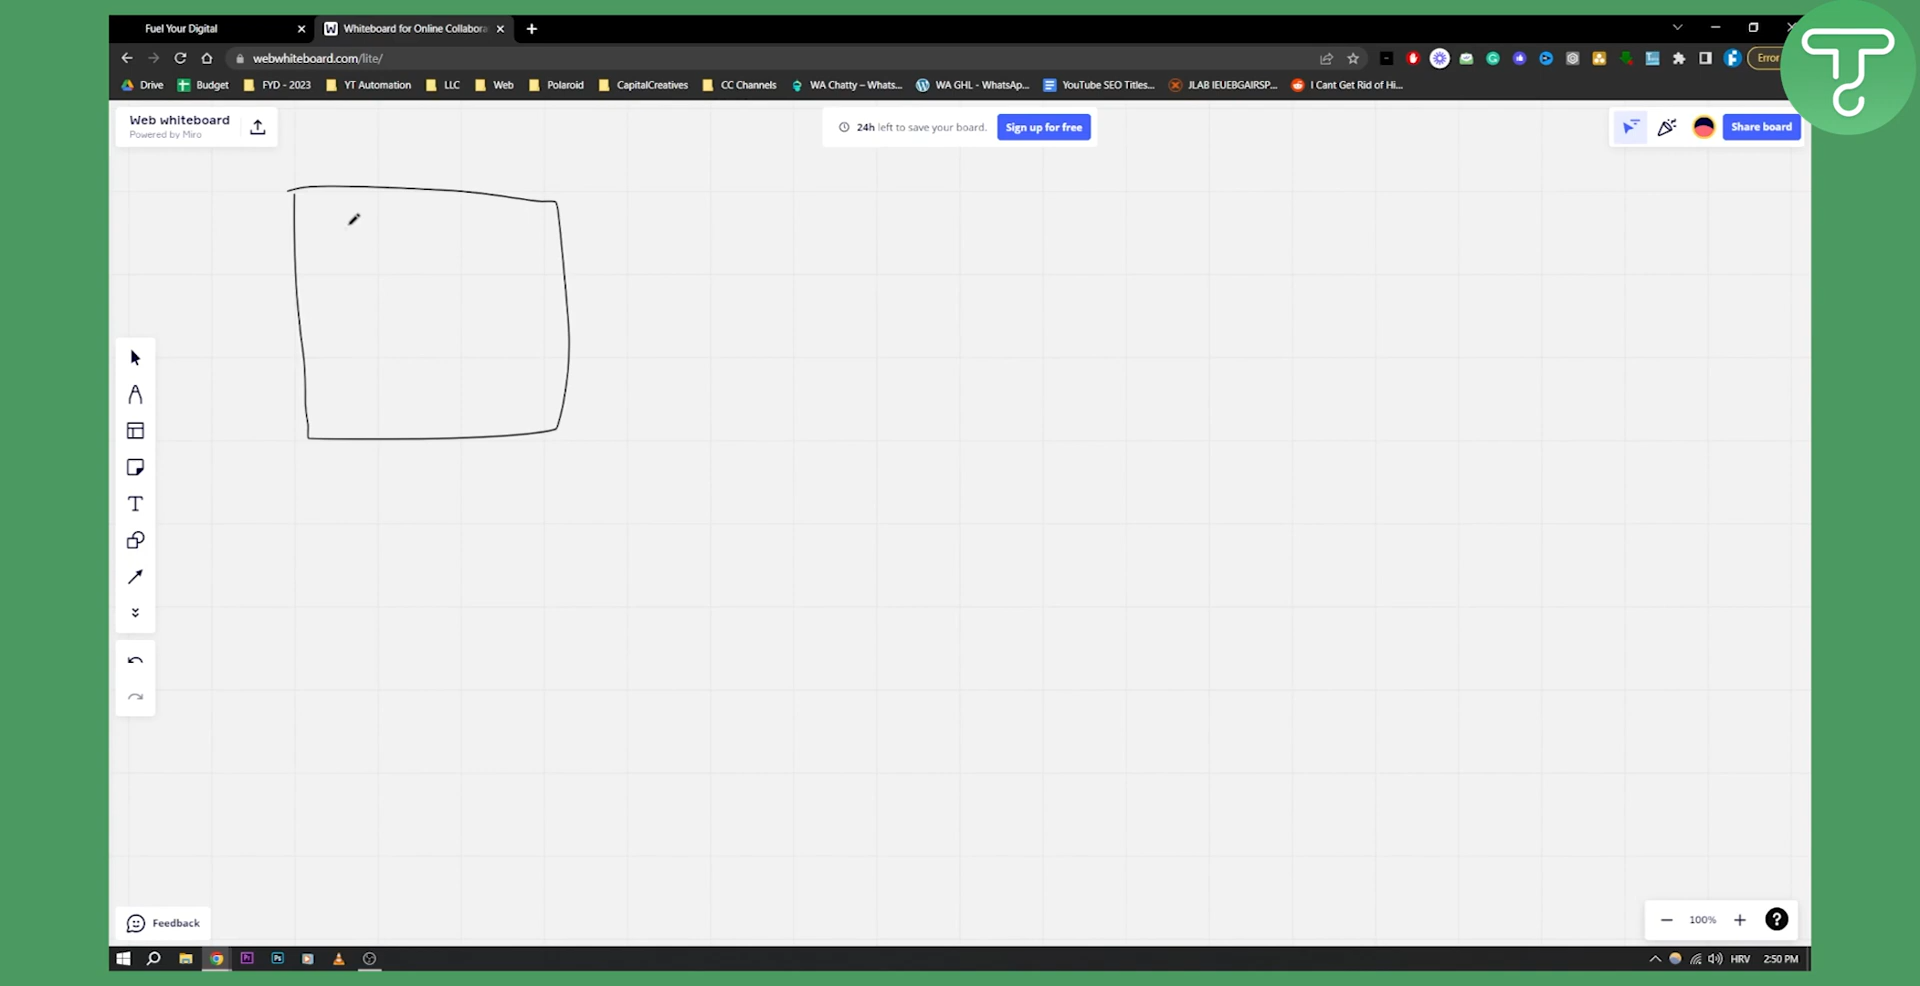 Fuel Your Digital
Whiteboard for Online Collabora
webwhiteboard.com/lite/
Error
Drive Budget FYD - 2023 YT Automation LLC Web Polaroid CapitalCreatives CC Channels WA Chatty – Whats... WA GHL - WhatsAp... YouTube SEO Titles... JLAB IEUEBGAIRSP... I Cant Get Rid of Hi...
Web whiteboard
Powered by Miro
24h left to save your board. Sign up for free
Share board
Feedback
100%
HRV 2:50 PM